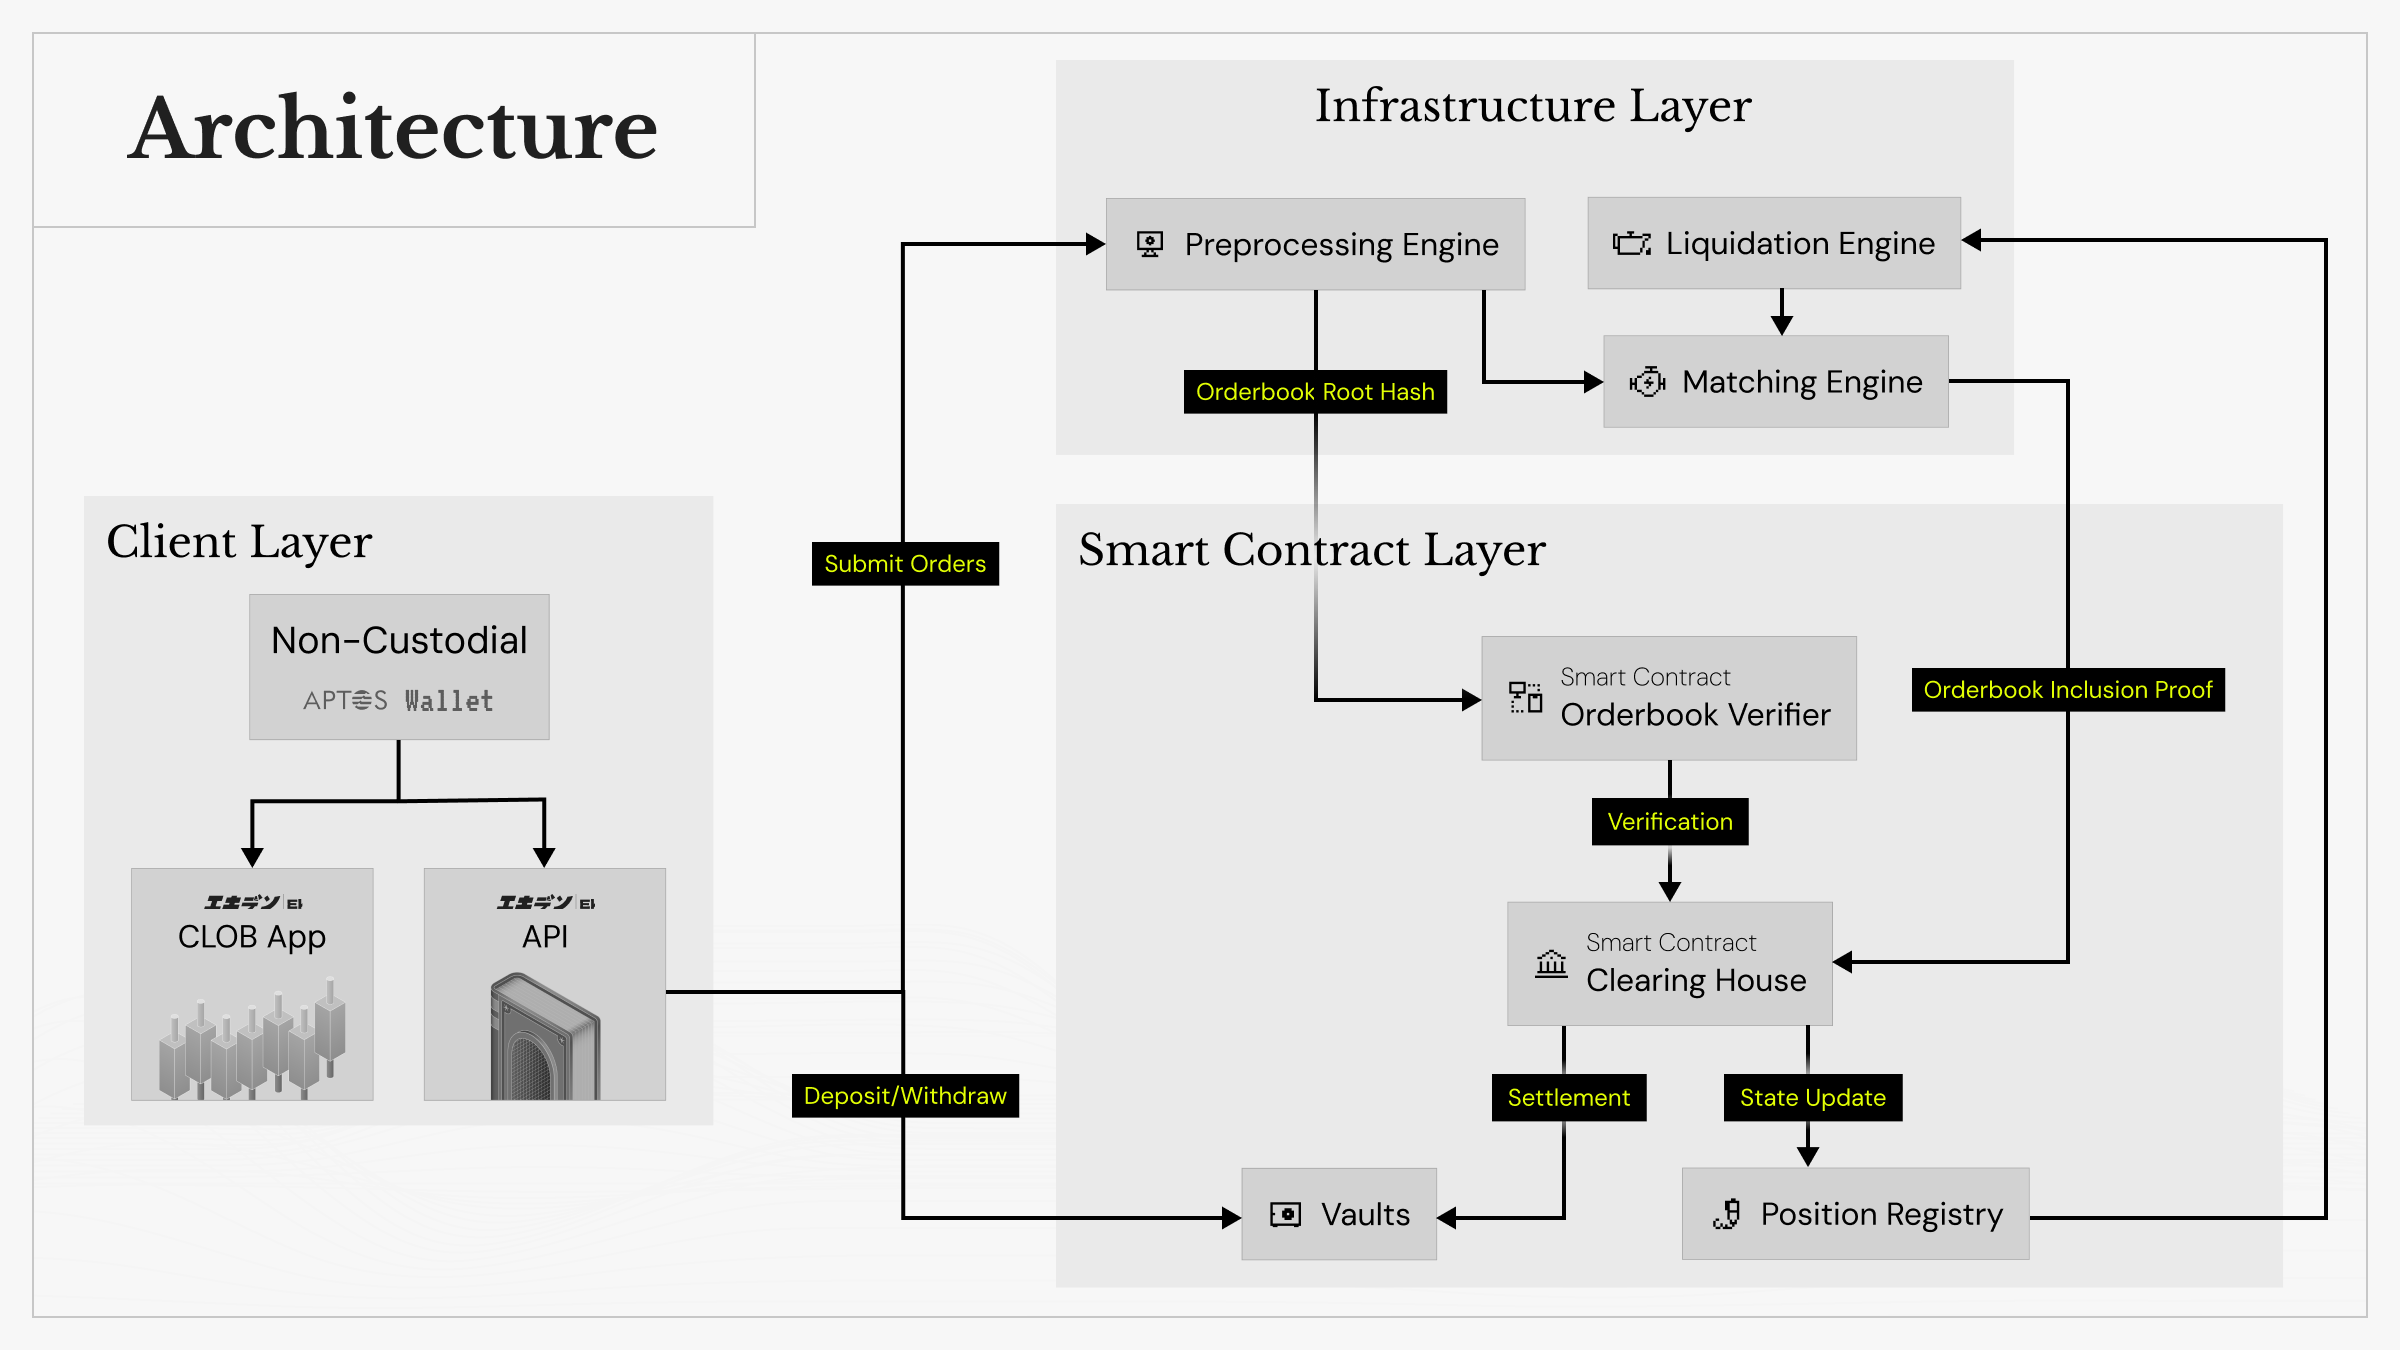 Architecture
Infrastructure Layer
Preprocessing Engine
Liquidation Engine
Orderbook Root Hash
Matching Engine
Client Layer
Non-Custodial
APTOS Wallet
エキデン
CLOB App
エキデン
API
Submit Orders
Deposit/Withdraw
Smart Contract Layer
Smart Contract
Orderbook Verifier
Orderbook Inclusion Proof
Verification
Smart Contract
Clearing House
Settlement
State Update
Vaults
Position Registry